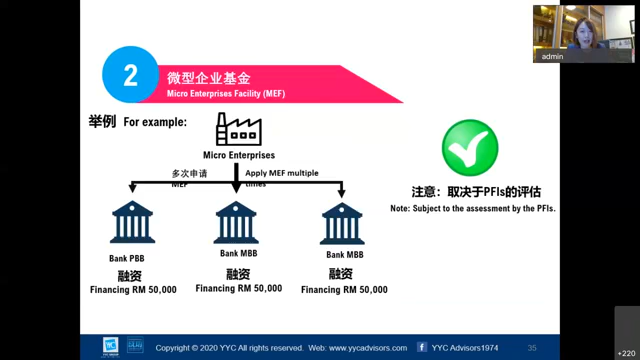 admin
2
微型企业基金
Micro Enterprises Facility (MEF)
举例 For example:
Micro Enterprises
多次申请
MEF
Apply MEF multiple
times
Bank PBB
融资
Financing RM 50,000
Bank MBB
融资
Financing RM 50,000
Bank MBB
融资
Financing RM 50,000
注意：取决于PFIs的评估
Note: Subject to the assessment by the PFIs.
Copyright © 2020 YYC All rights reserved. Web: www.yycadvisors.com f YYC Advisors1974
35
+220